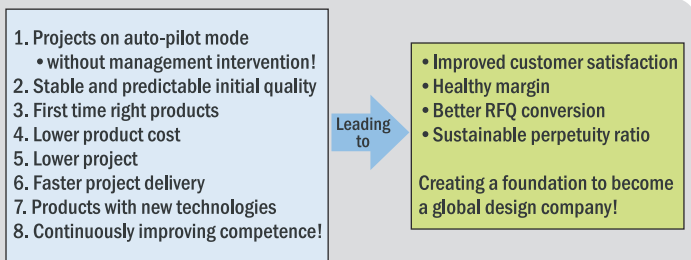 1. Projects on auto-pilot mode
• without management intervention!
2. Stable and predictable initial quality
3. First time right products
4. Lower product cost
5. Lower project
6. Faster project delivery
7. Products with new technologies
8. Continuously improving competence!
Leading
to
• Improved customer satisfaction
• Healthy margin
• Better RFQ conversion
• Sustainable perpetuity ratio
Creating a foundation to become
a global design company!